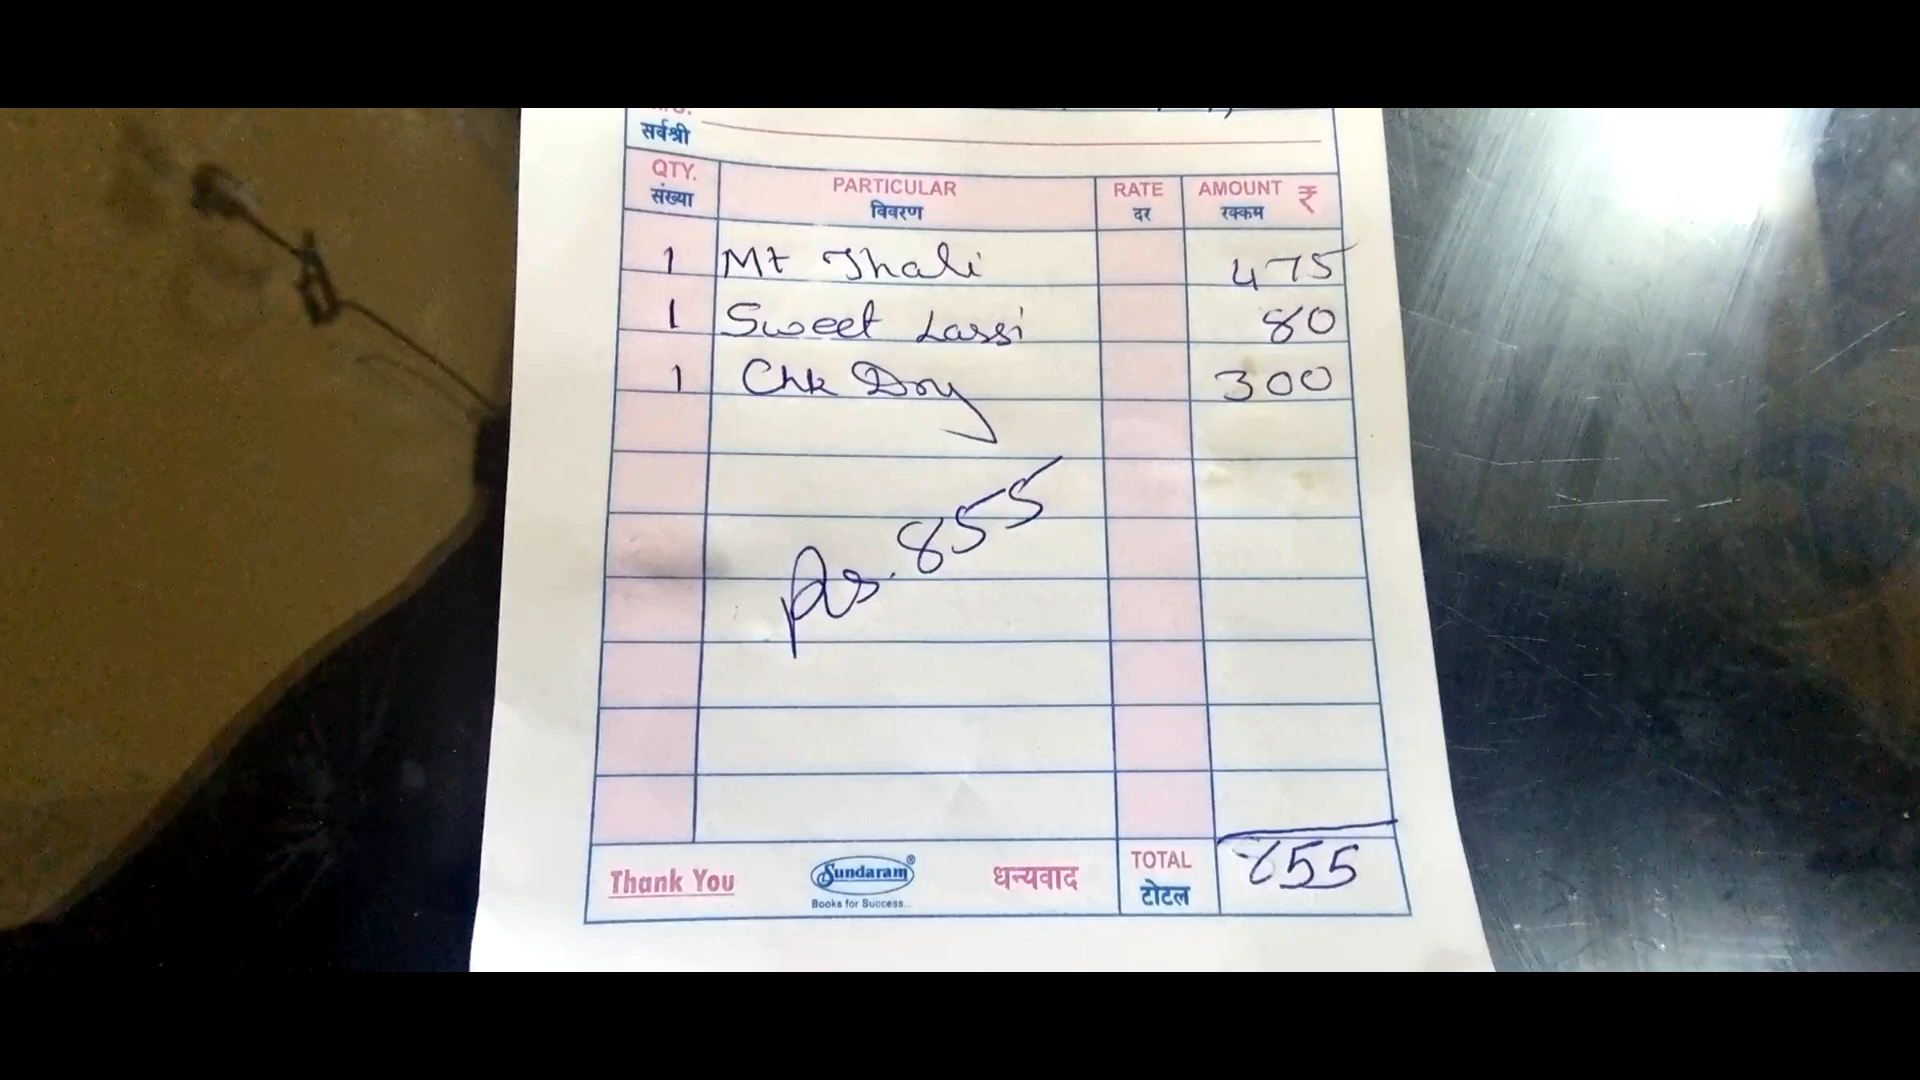 सर्वश्री
QTY. PARTICULAR RATE AMOUNT ₹
संख्या विवरण दर रक्कम
1 Mt Thali 475
1 Sweet Lassi 80
1 Chk Dry 300
Rs. 855
Thank You Sundaram® धन्यवाद TOTAL 855
Books for Success... टोटल